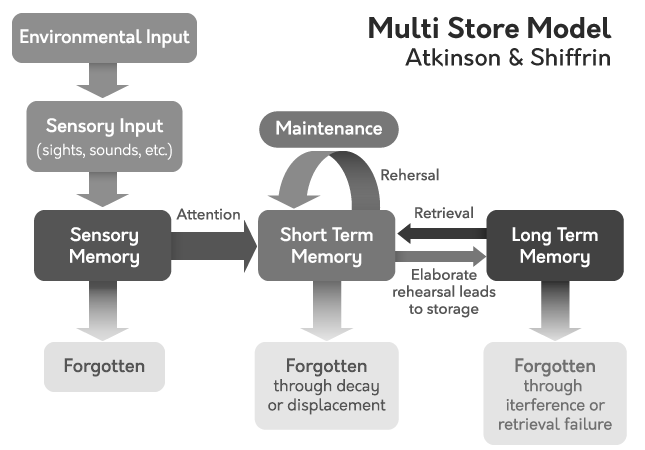 Multi Store Model
Atkinson & Shiffrin
Environmental Input
Sensory Input
(sights, sounds, etc.)
Maintenance
Rehersal
Attention
Retrieval
Sensory
Memory
Short Term
Memory
Long Term
Memory
Elaborate
rehearsal leads
to storage
Forgotten
Forgotten
through decay
or displacement
Forgotten
through
iterference or
retrieval failure